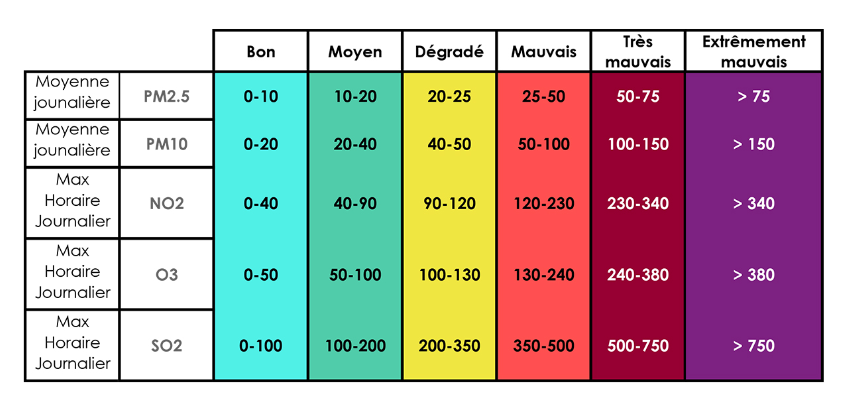 Bon Moyen Dégradé Mauvais Très mauvais Extrêmement mauvais
Moyenne
jounalière PM2.5 0-10 10-20 20-25 25-50 50-75 > 75
Moyenne
jounalière PM10 0-20 20-40 40-50 50-100 100-150 > 150
Max
Horaire
Journalier NO2 0-40 40-90 90-120 120-230 230-340 > 340
Max
Horaire
Journalier O3 0-50 50-100 100-130 130-240 240-380 > 380
Max
Horaire
Journalier SO2 0-100 100-200 200-350 350-500 500-750 > 750